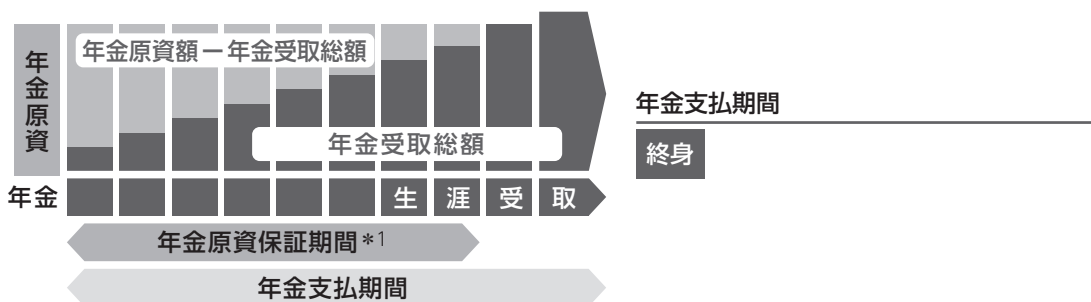 年金原資
年金原資額ー年金受取総額
年金受取総額
年金
生涯受取
年金原資保証期間*1
年金支払期間
年金支払期間
終身